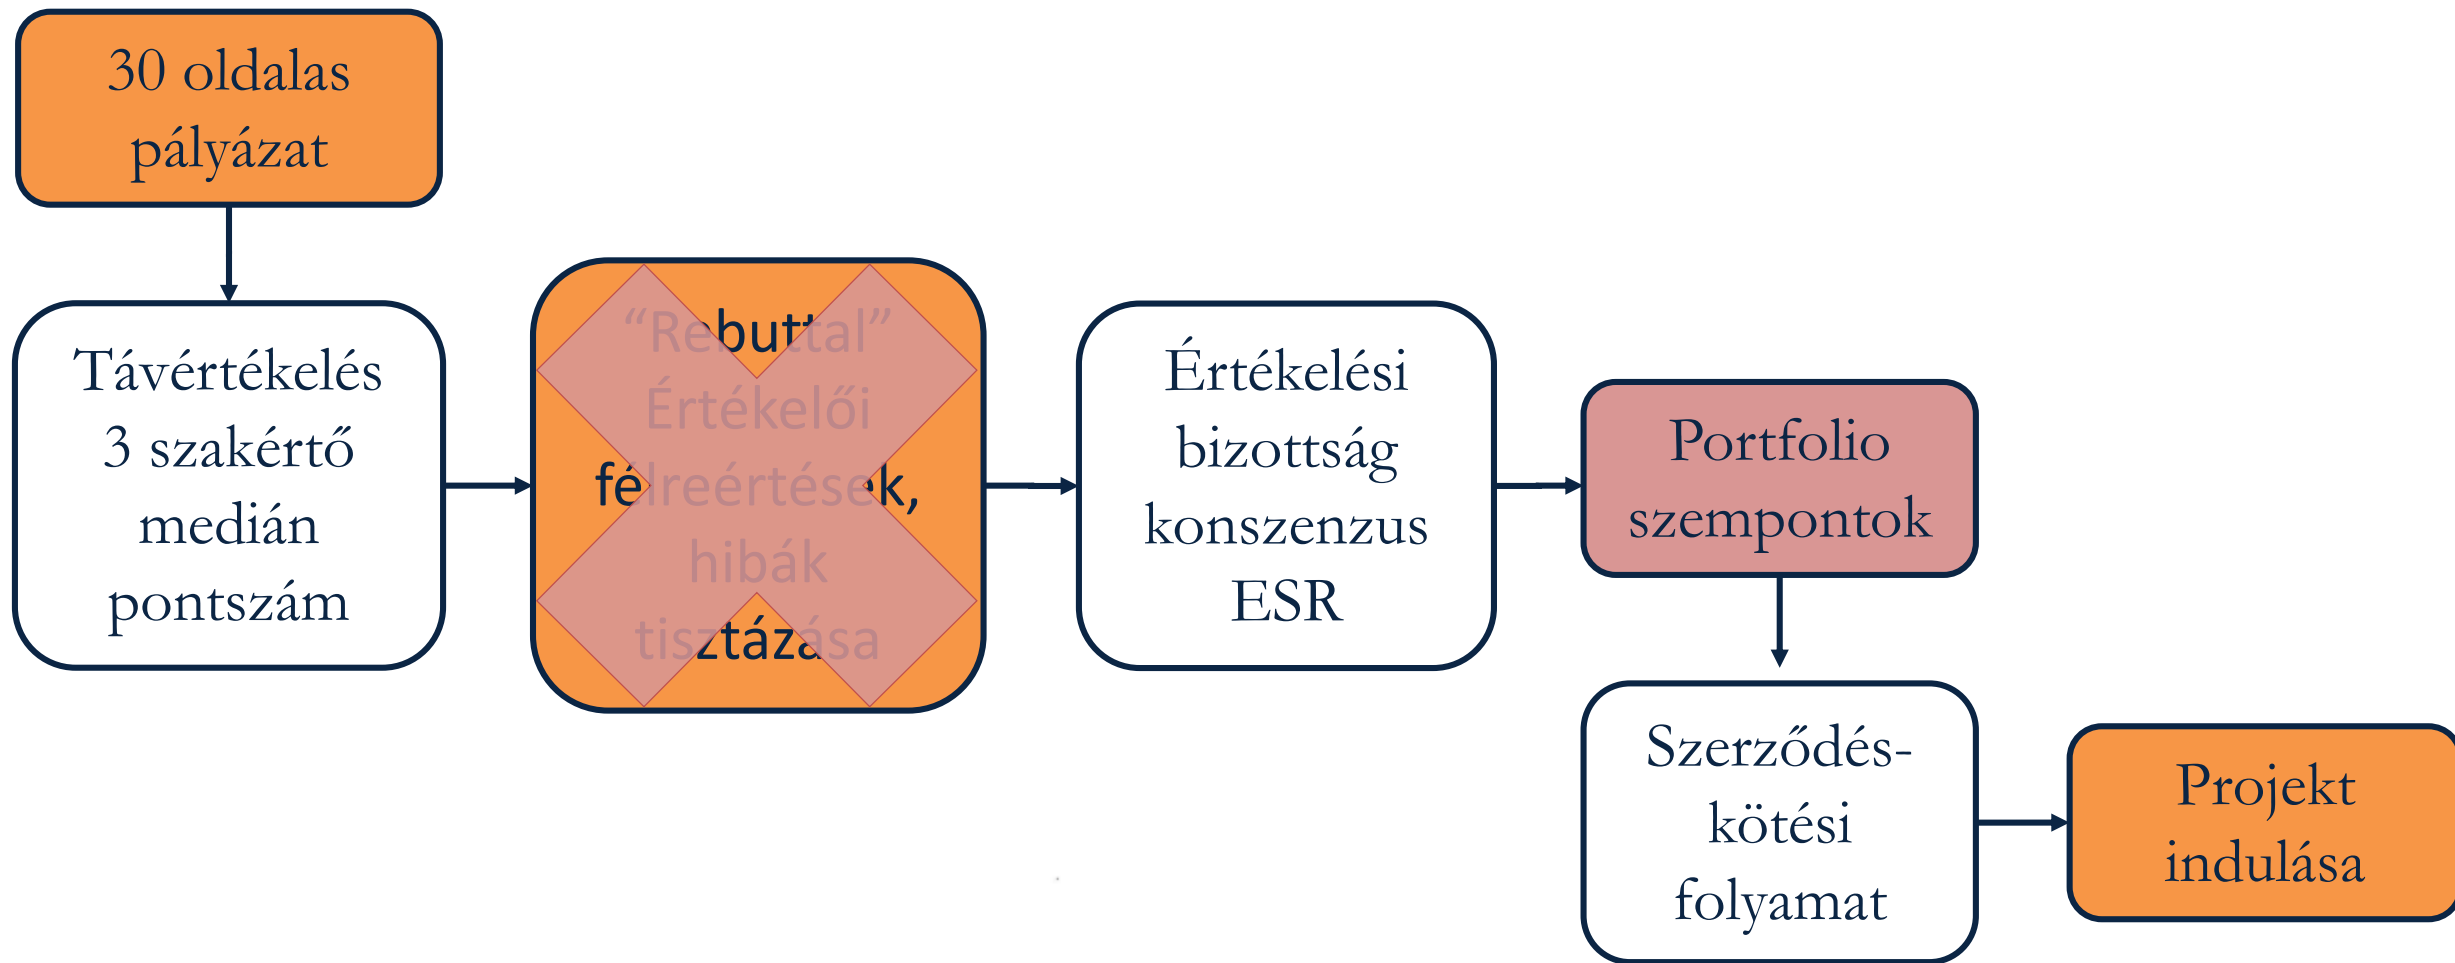 30 oldalas
pályázat
Távértékelés
3 szakértő
medián
pontszám
“Rebuttal”
Értékelői
félreértések,
hibák
tisztázása
Értékelési
bizottság
konszenzus
ESR
Portfolio
szempontok
Szerződés-
kötési
folyamat
Projekt
indulása